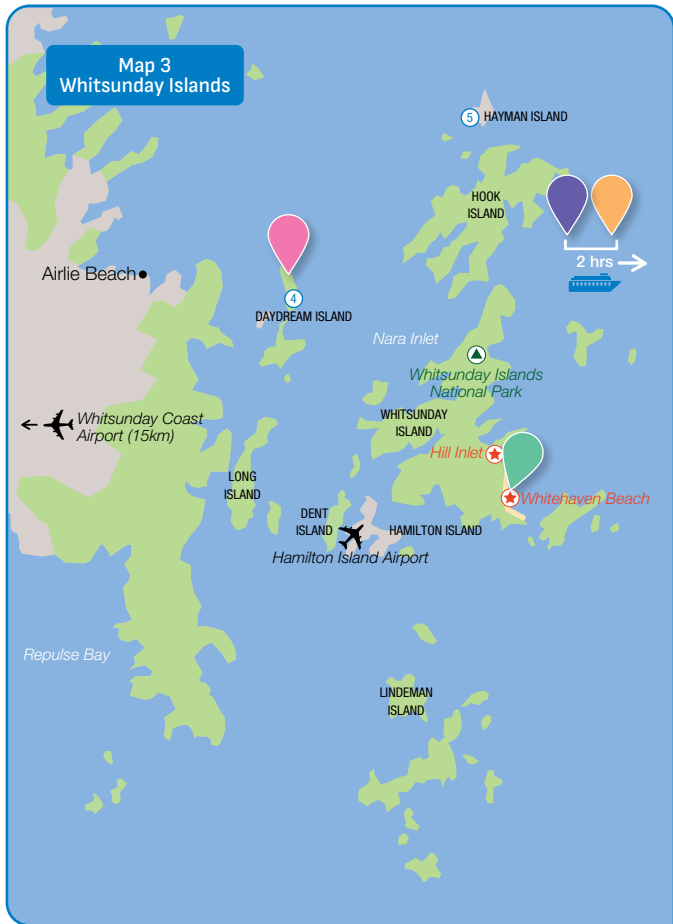 Map 3
Whitsunday Islands
5 HAYMAN ISLAND
HOOK
ISLAND
2 hrs
Airlie Beach
4
DAYDREAM ISLAND
Nara Inlet
Whitsunday Islands
National Park
WHITSUNDAY
ISLAND
Whitsunday Coast
Airport (15km)
Hill Inlet
LONG
ISLAND
Whitehaven Beach
DENT
ISLAND
HAMILTON ISLAND
Hamilton Island Airport
Repulse Bay
LINDEMAN
ISLAND